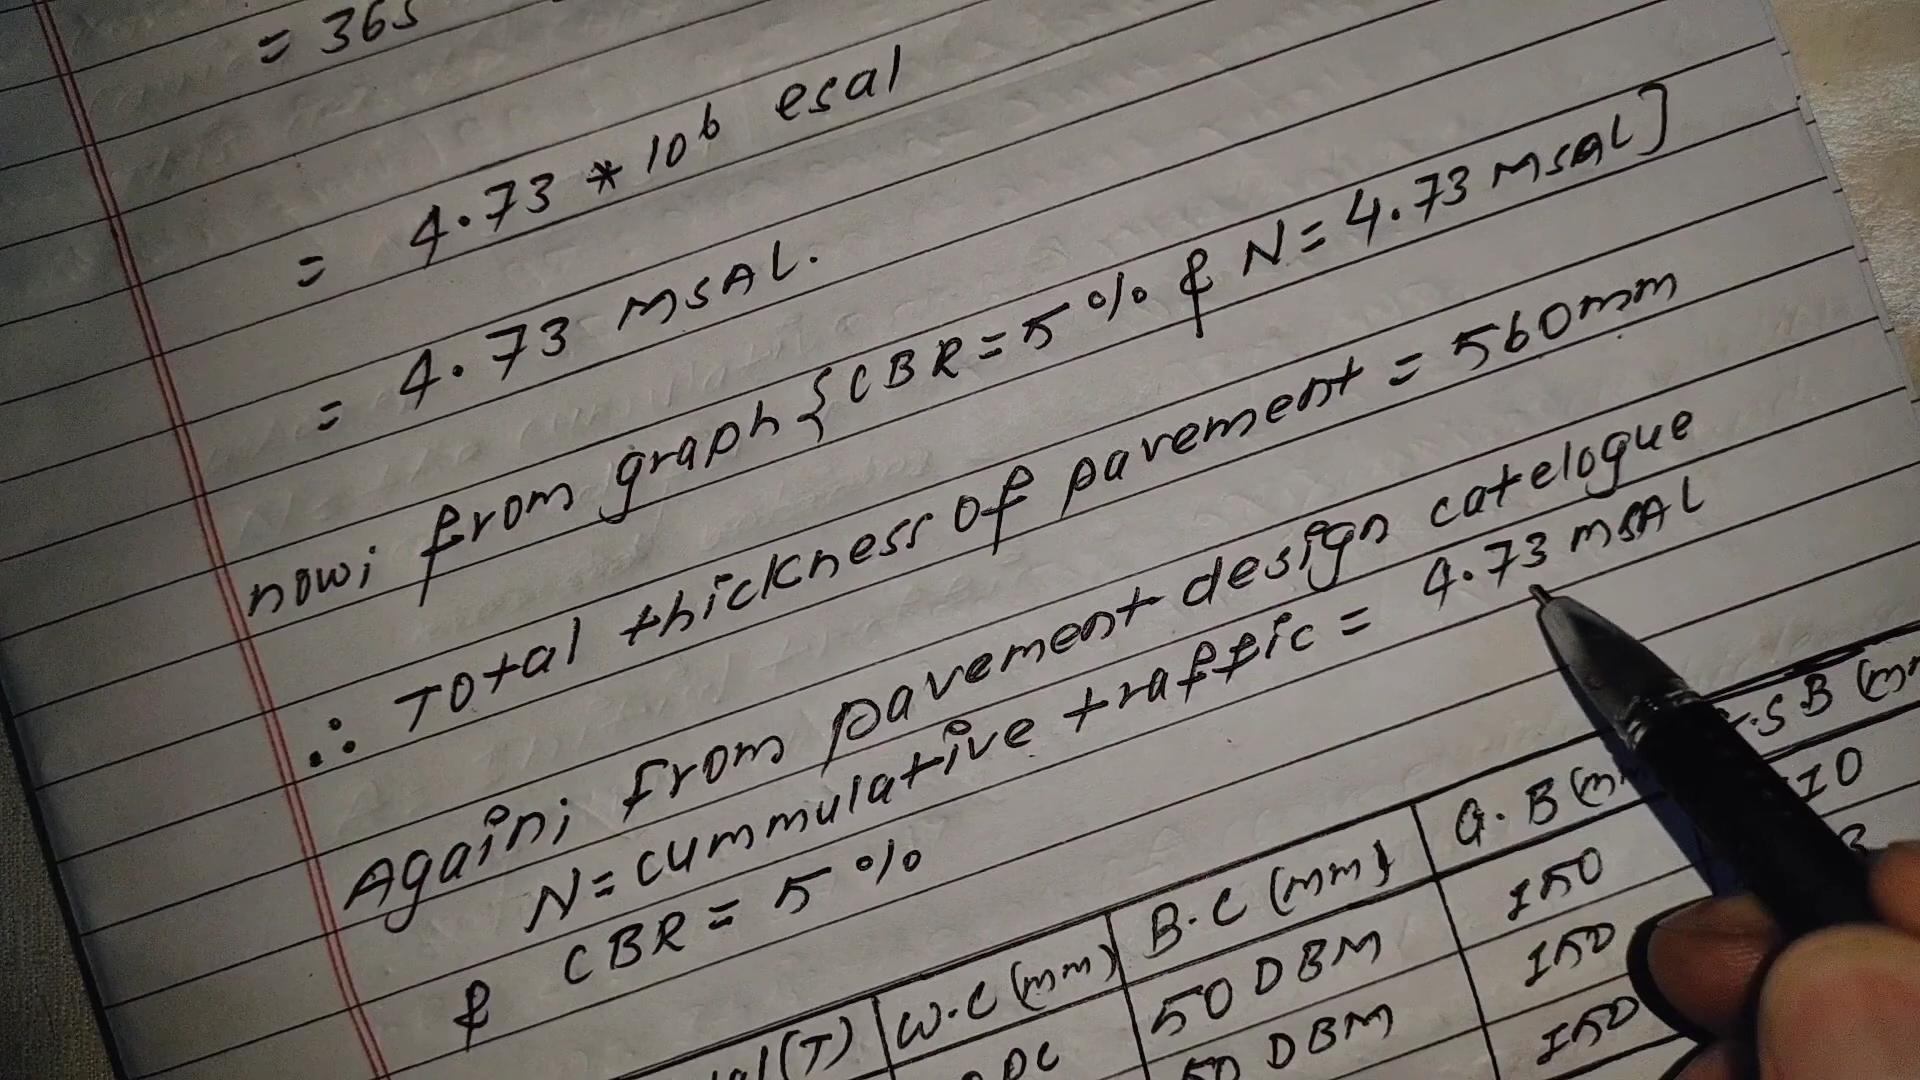 = 365
= 4.73 * 10⁶ esal
= 4.73 MSAL.
now; from graph {CBR = 5% & N = 4.73 MSAL]
∴ Total thickness of pavement = 560mm
Again; from pavement design catelogue
N = cummulative traffic = 4.73 MSAL
& CBR = 5%
(T) W.C (mm) B.C (mm) G.B
50 DBM 150
DBM 150
150